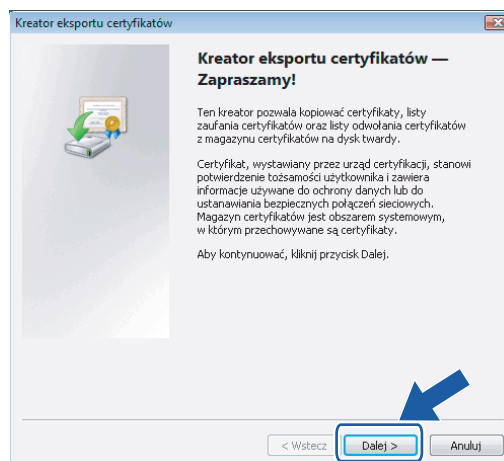 Kreator eksportu certyfikatów
Kreator eksportu certyfikatów —
Zapraszamy!
Ten kreator pozwala kopiować certyfikaty, listy
zaufania certyfikatów oraz listy odwołania certyfikatów
z magazynu certyfikatów na dysk twardy.
Certyfikat, wystawiany przez urząd certyfikacji, stanowi
potwierdzenie tożsamości użytkownika i zawiera
informacje używane do ochrony danych lub do
ustanawiania bezpiecznych połączeń sieciowych.
Magazyn certyfikatów jest obszarem systemowym,
w którym przechowywane są certyfikaty.
Aby kontynuować, kliknij przycisk Dalej.
< Wstecz Dalej > Anuluj